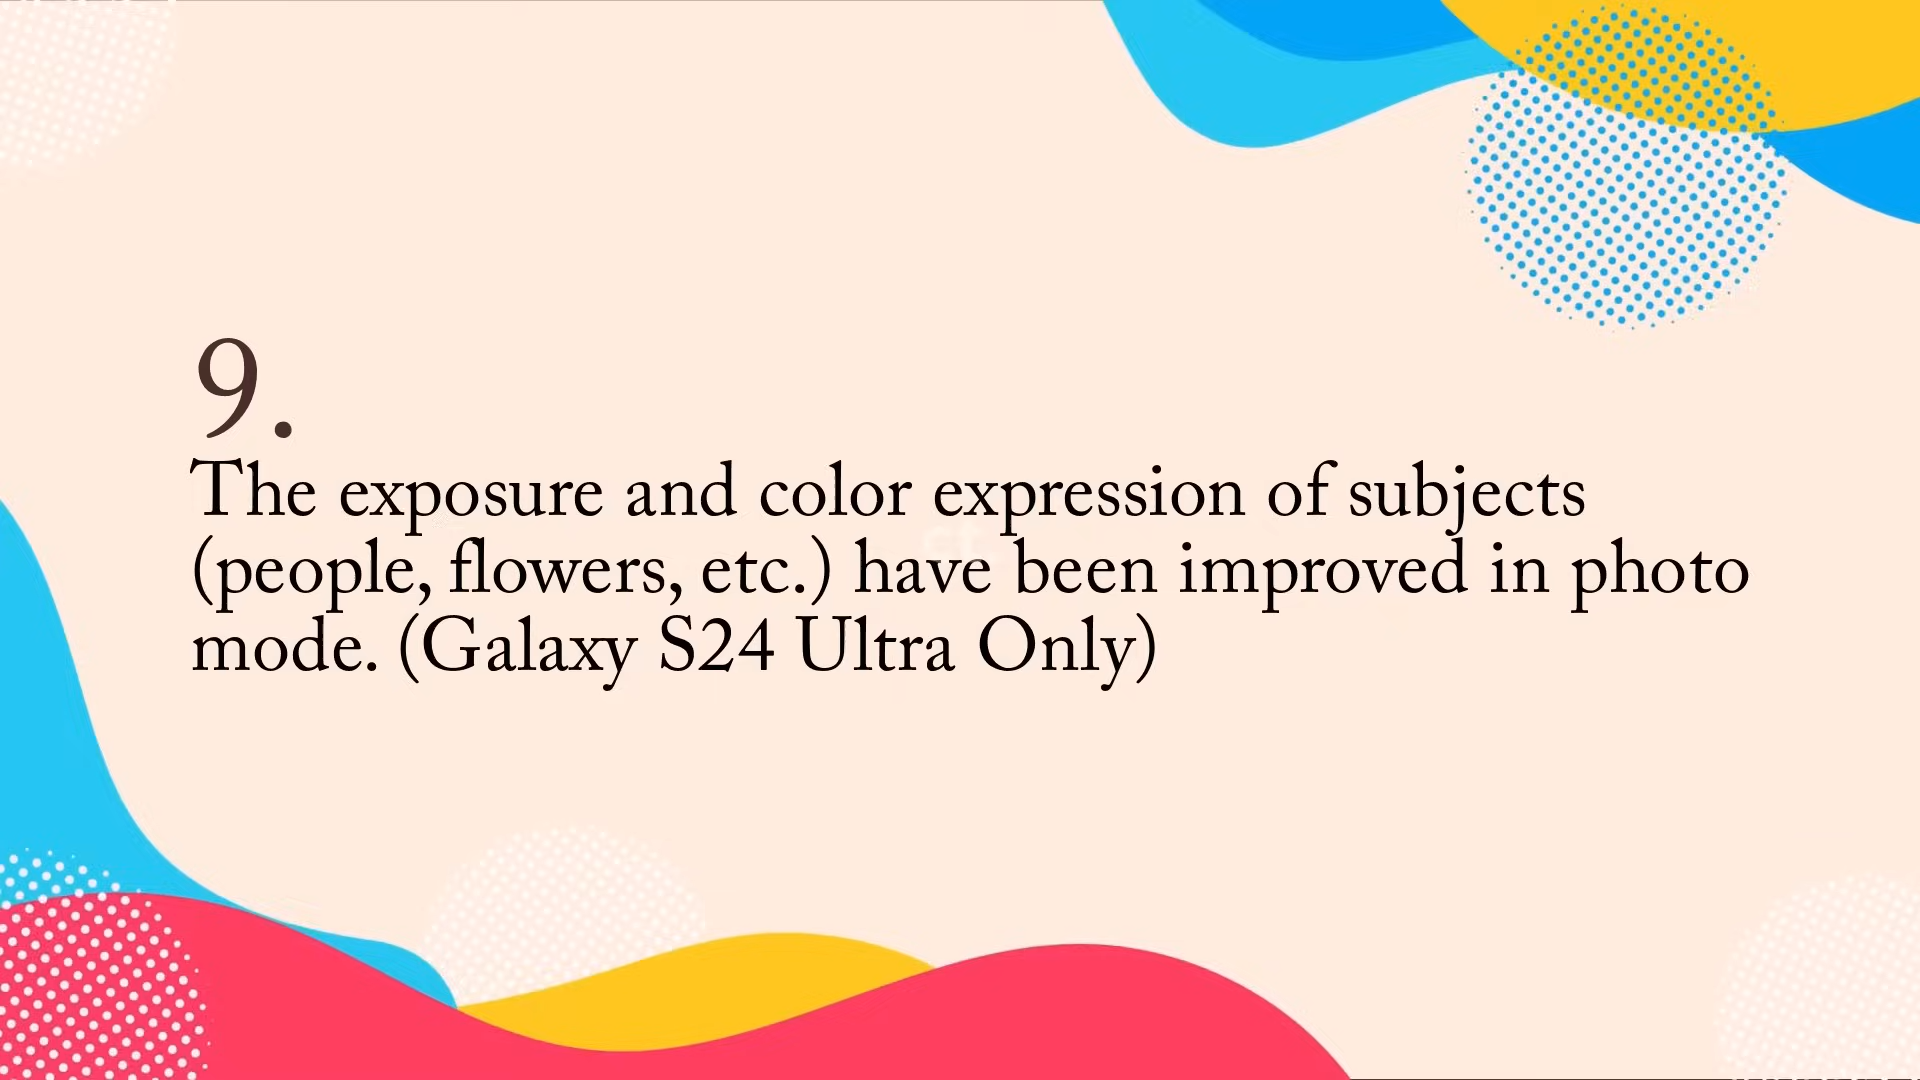 9.
The exposure and color expression of subjects
(people, flowers, etc.) have been improved in photo
mode. (Galaxy S24 Ultra Only)